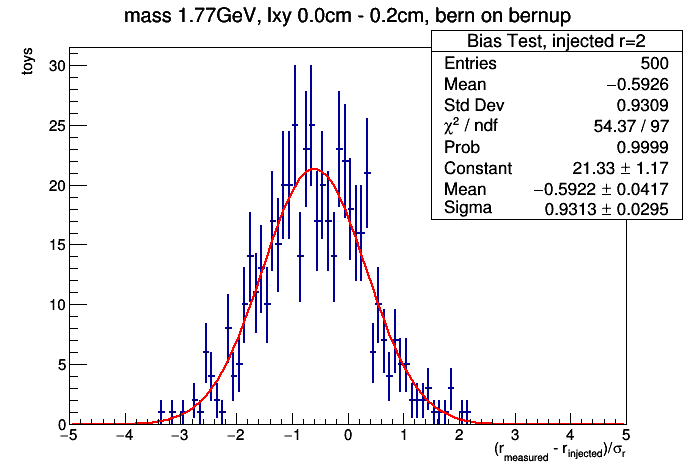 mass 1.77GeV, lxy 0.0cm - 0.2cm, bern on bernup
toys
Bias Test, injected r=2
Entries 500
Mean −0.5926
Std Dev 0.9309
χ² / ndf 54.37 / 97
Prob 0.9999
Constant 21.33 ± 1.17
Mean −0.5922 ± 0.0417
Sigma 0.9313 ± 0.0295
30
25
20
15
10
5
0
−5 −4 −3 −2 −1 0 1 2 3 4 5
(r_measured - r_injected)/σ_r